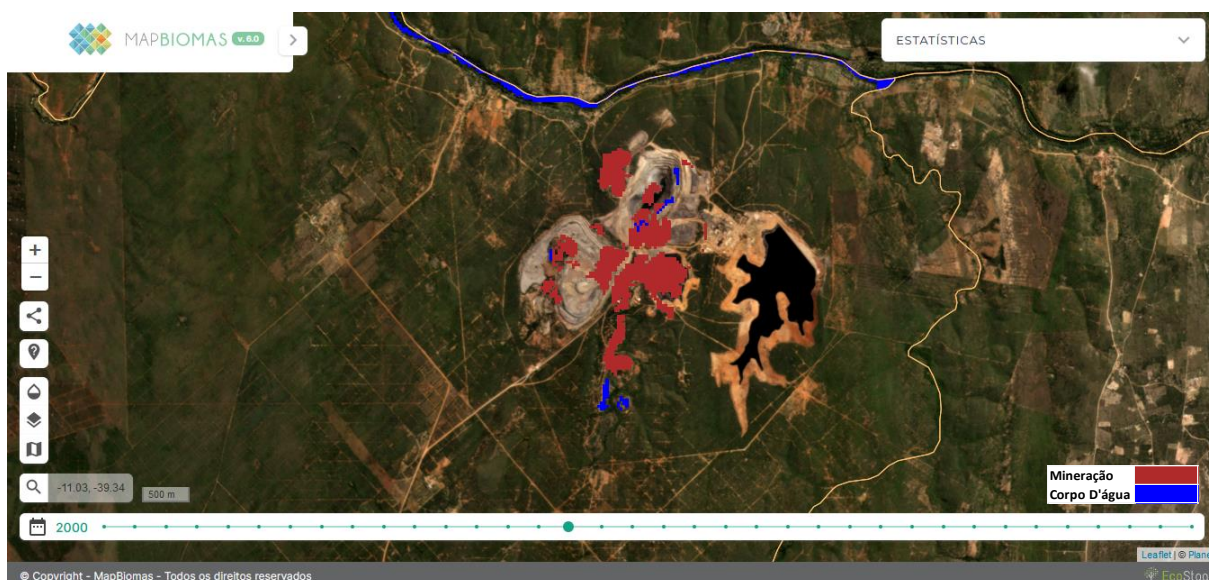 MAPBIOMAS v. 6.0
ESTATÍSTICAS
+
−
-11.03, -39.34
500 m
Mineração
Corpo D'água
2000
Leaflet | © Plane
© Copyright - MapBiomas - Todos os direitos reservados
EcoStool